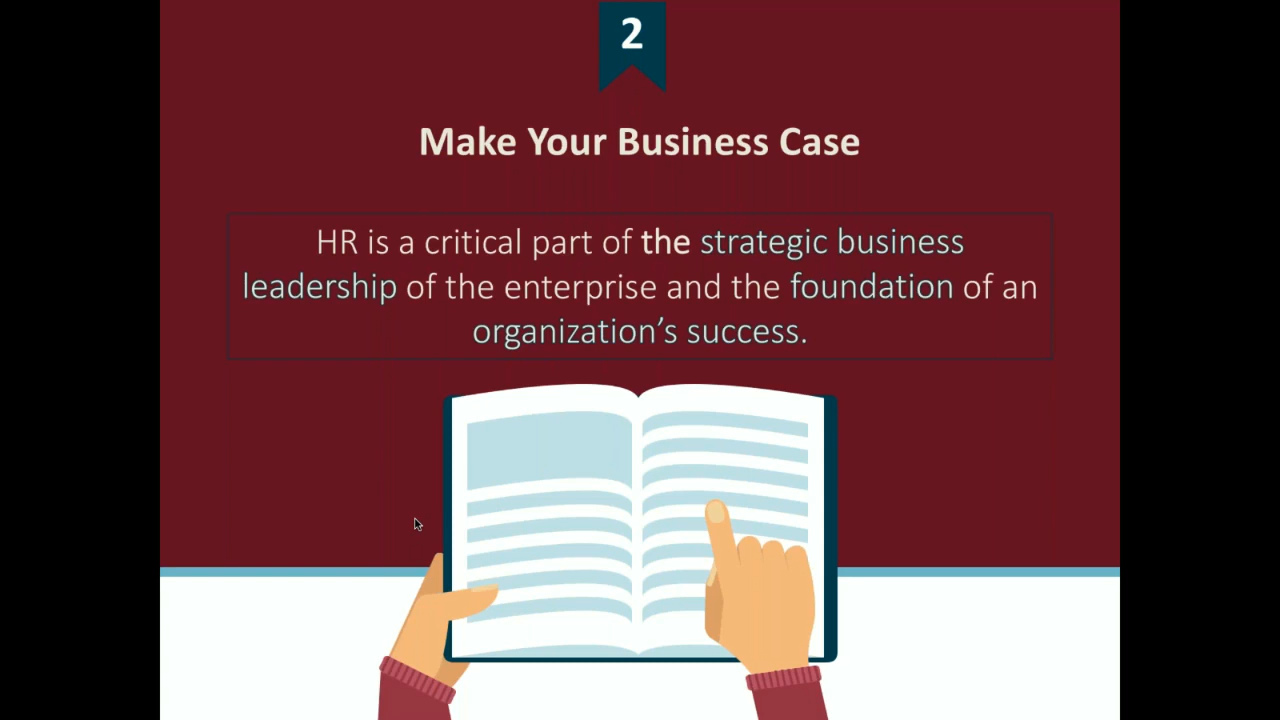 2
Make Your Business Case
HR is a critical part of the strategic business
leadership of the enterprise and the foundation of an
organization’s success.